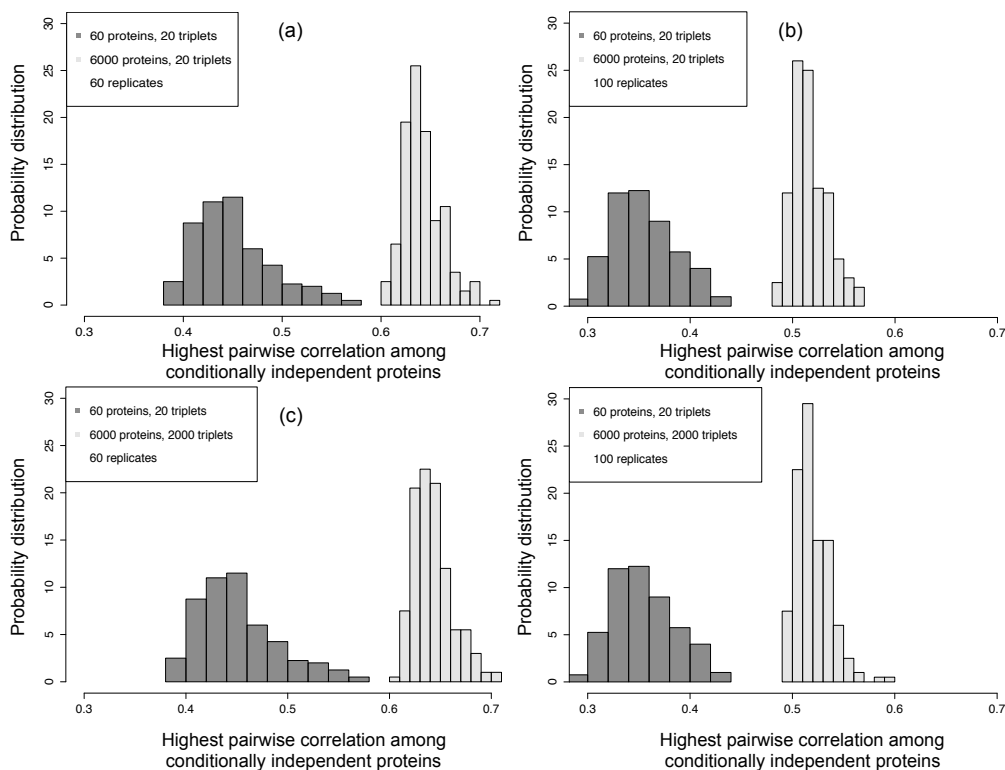 (a)
60 proteins, 20 triplets
6000 proteins, 20 triplets
60 replicates
Probability distribution
0 5 10 15 20 25 30
0.3 0.4 0.5 0.6 0.7
Highest pairwise correlation among
conditionally independent proteins
(b)
60 proteins, 20 triplets
6000 proteins, 20 triplets
100 replicates
Probability distribution
0 5 10 15 20 25 30
0.3 0.4 0.5 0.6 0.7
Highest pairwise correlation among
conditionally independent proteins
(c)
60 proteins, 20 triplets
6000 proteins, 2000 triplets
60 replicates
Probability distribution
0 5 10 15 20 25 30
0.3 0.4 0.5 0.6 0.7
Highest pairwise correlation among
conditionally independent proteins
60 proteins, 20 triplets
6000 proteins, 2000 triplets
100 replicates
Probability distribution
0 5 10 15 20 25 30
0.3 0.4 0.5 0.6 0.7
Highest pairwise correlation among
conditionally independent proteins